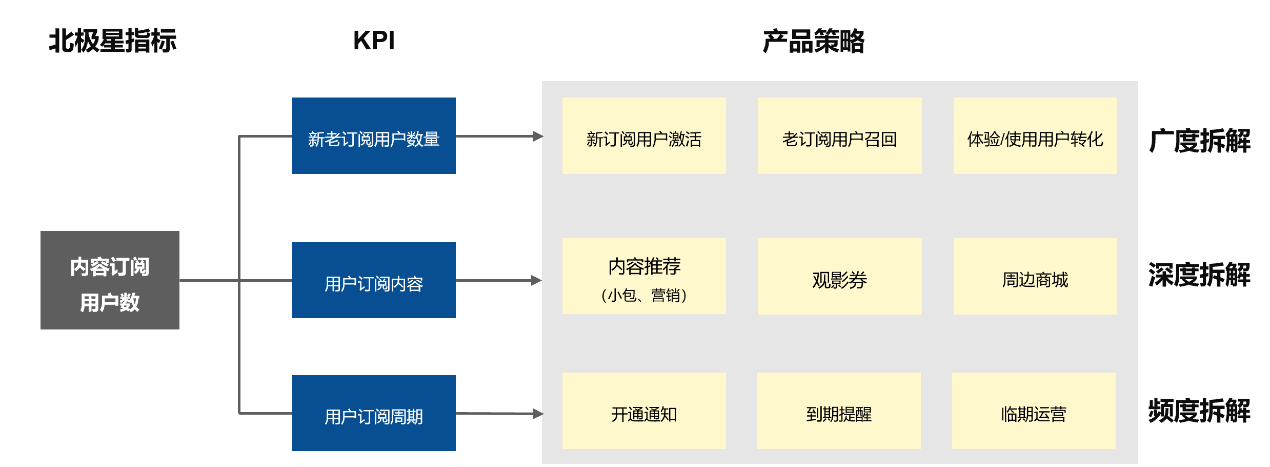 北极星指标
KPI
产品策略
新老订阅用户数量
新订阅用户激活
老订阅用户召回
体验/使用用户转化
广度拆解
内容订阅
用户数
用户订阅内容
内容推荐
（小包、营销）
观影券
周边商城
深度拆解
用户订阅周期
开通通知
到期提醒
临期运营
频度拆解